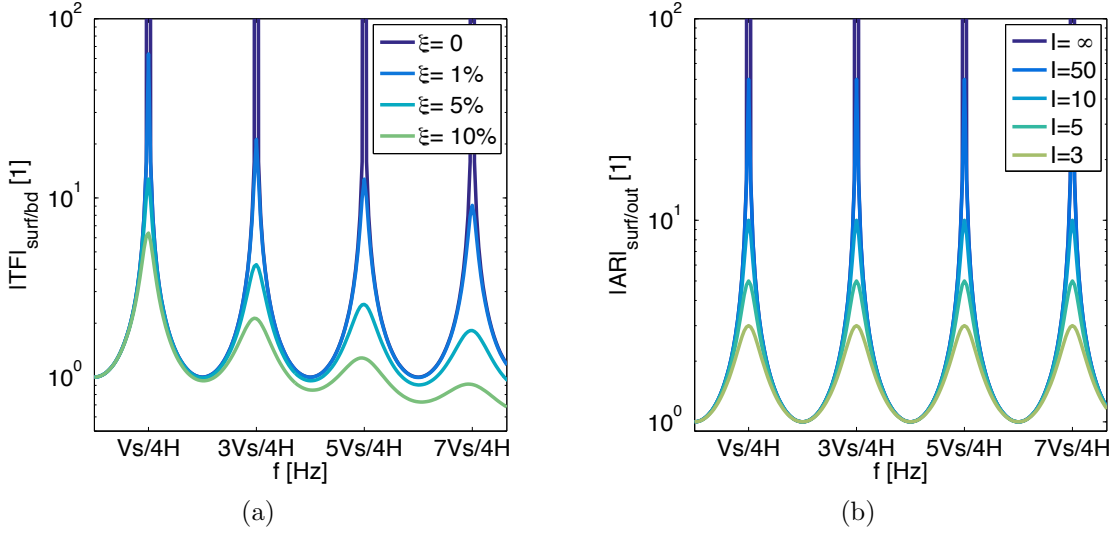 10²
10¹
10⁰
|TF|surf/bd [1]
ξ= 0
ξ= 1%
ξ= 5%
ξ= 10%
Vs/4H 3Vs/4H 5Vs/4H 7Vs/4H
f [Hz]
(a)
10²
10¹
10⁰
|AR|surf/out [1]
I= ∞
I=50
I=10
I=5
I=3
Vs/4H 3Vs/4H 5Vs/4H 7Vs/4H
f [Hz]
(b)